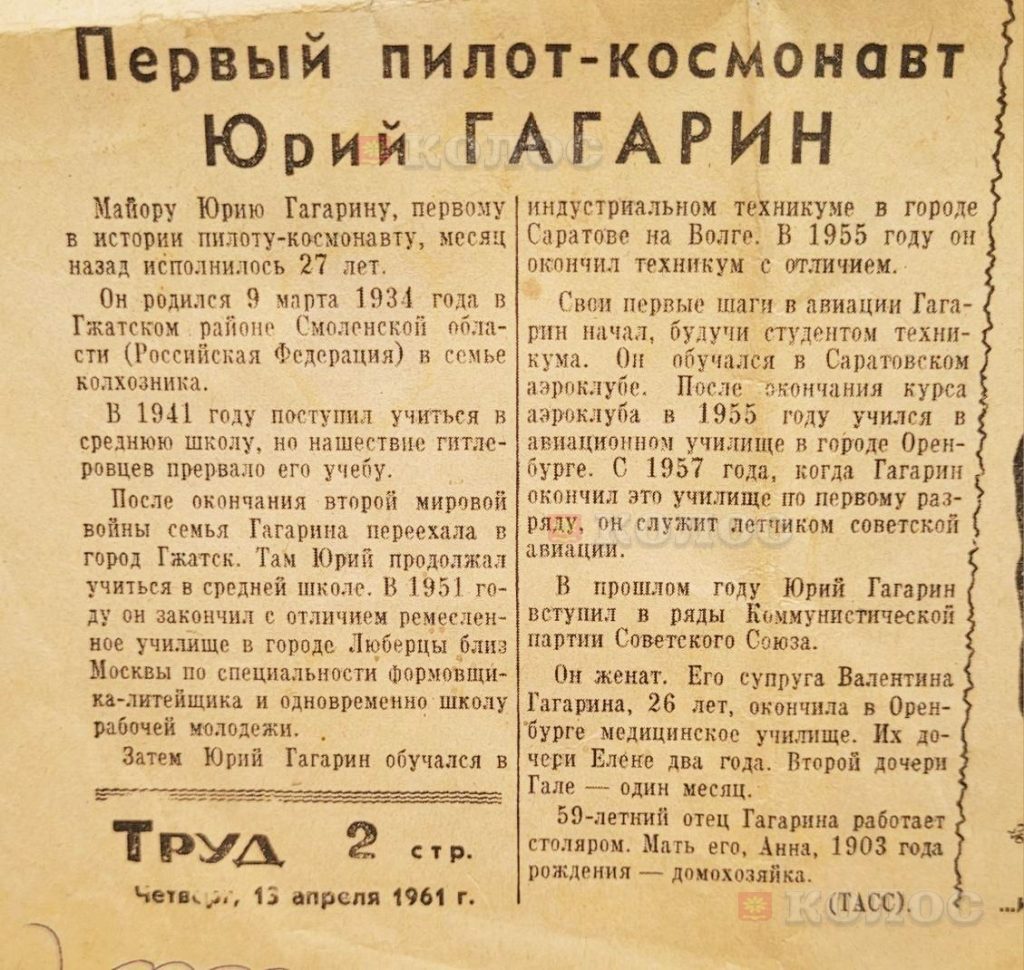 Первый пилот-космонавт
Юрий ГАГАРИН
Майору Юрию Гагарину, первому
в истории пилоту-космонавту, месяц
назад исполнилось 27 лет.
Он родился 9 марта 1934 года в
Гжатском районе Смоленской обла-
сти (Российская Федерация) в семье
колхозника.
В 1941 году поступил учиться в
среднюю школу, но нашествие гитле-
ровцев прервало его учебу.
После окончания второй мировой
войны семья Гагарина переехала в
город Гжатск. Там Юрий продолжал
учиться в средней школе. В 1951 го-
ду он закончил с отличием ремеслен-
ное училище в городе Люберцы близ
Москвы по специальности формовщи-
ка-литейщика и одновременно школу
рабочей молодежи.
Затем Юрий Гагарин обучался в
индустриальном техникуме в городе
Саратове на Волге. В 1955 году он
окончил техникум с отличием.
Свои первые шаги в авиации Гага-
рин начал, будучи студентом техни-
кума. Он обучался в Саратовском
аэроклубе. После окончания курса
аэроклуба в 1955 году учился в
авиационном училище в городе Орен-
бурге. С 1957 года, когда Гагарин
окончил это училище по первому раз-
ряду, он служит летчиком советской
авиации.
В прошлом году Юрий Гагарин
вступил в ряды Коммунистической
партии Советского Союза.
Он женат. Его супруга Валентина
Гагарина, 26 лет, окончила в Орен-
бурге медицинское училище. Их до-
чери Елене два года. Второй дочери
Гале — один месяц.
59-летний отец Гагарина работает
столяром. Мать его, Анна, 1903 года
рождения — домохозяйка.
(ТАСС).
ТРУД 2 стр.
Четверг, 13 апреля 1961 г.
КОЛОС
КОЛОС
КОЛОС